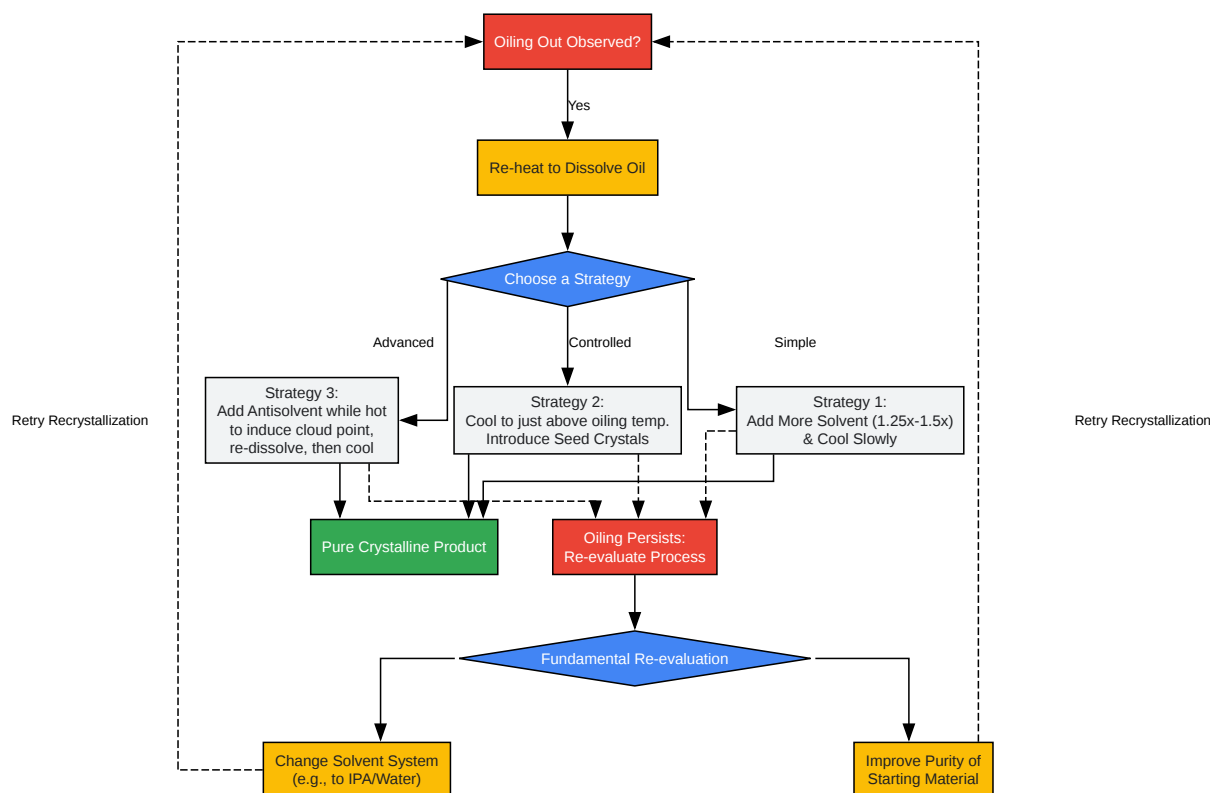 Oiling Out Observed?
Yes
Re-heat to Dissolve Oil
Choose a Strategy
Advanced
Controlled
Simple
Strategy 3:
Add Antisolvent while hot
to induce cloud point,
re-dissolve, then cool
Strategy 2:
Cool to just above oiling temp.
Introduce Seed Crystals
Strategy 1:
Add More Solvent (1.25x-1.5x)
& Cool Slowly
Retry Recrystallization
Retry Recrystallization
Pure Crystalline Product
Oiling Persists:
Re-evaluate Process
Fundamental Re-evaluation
Change Solvent System
(e.g., to IPA/Water)
Improve Purity of
Starting Material